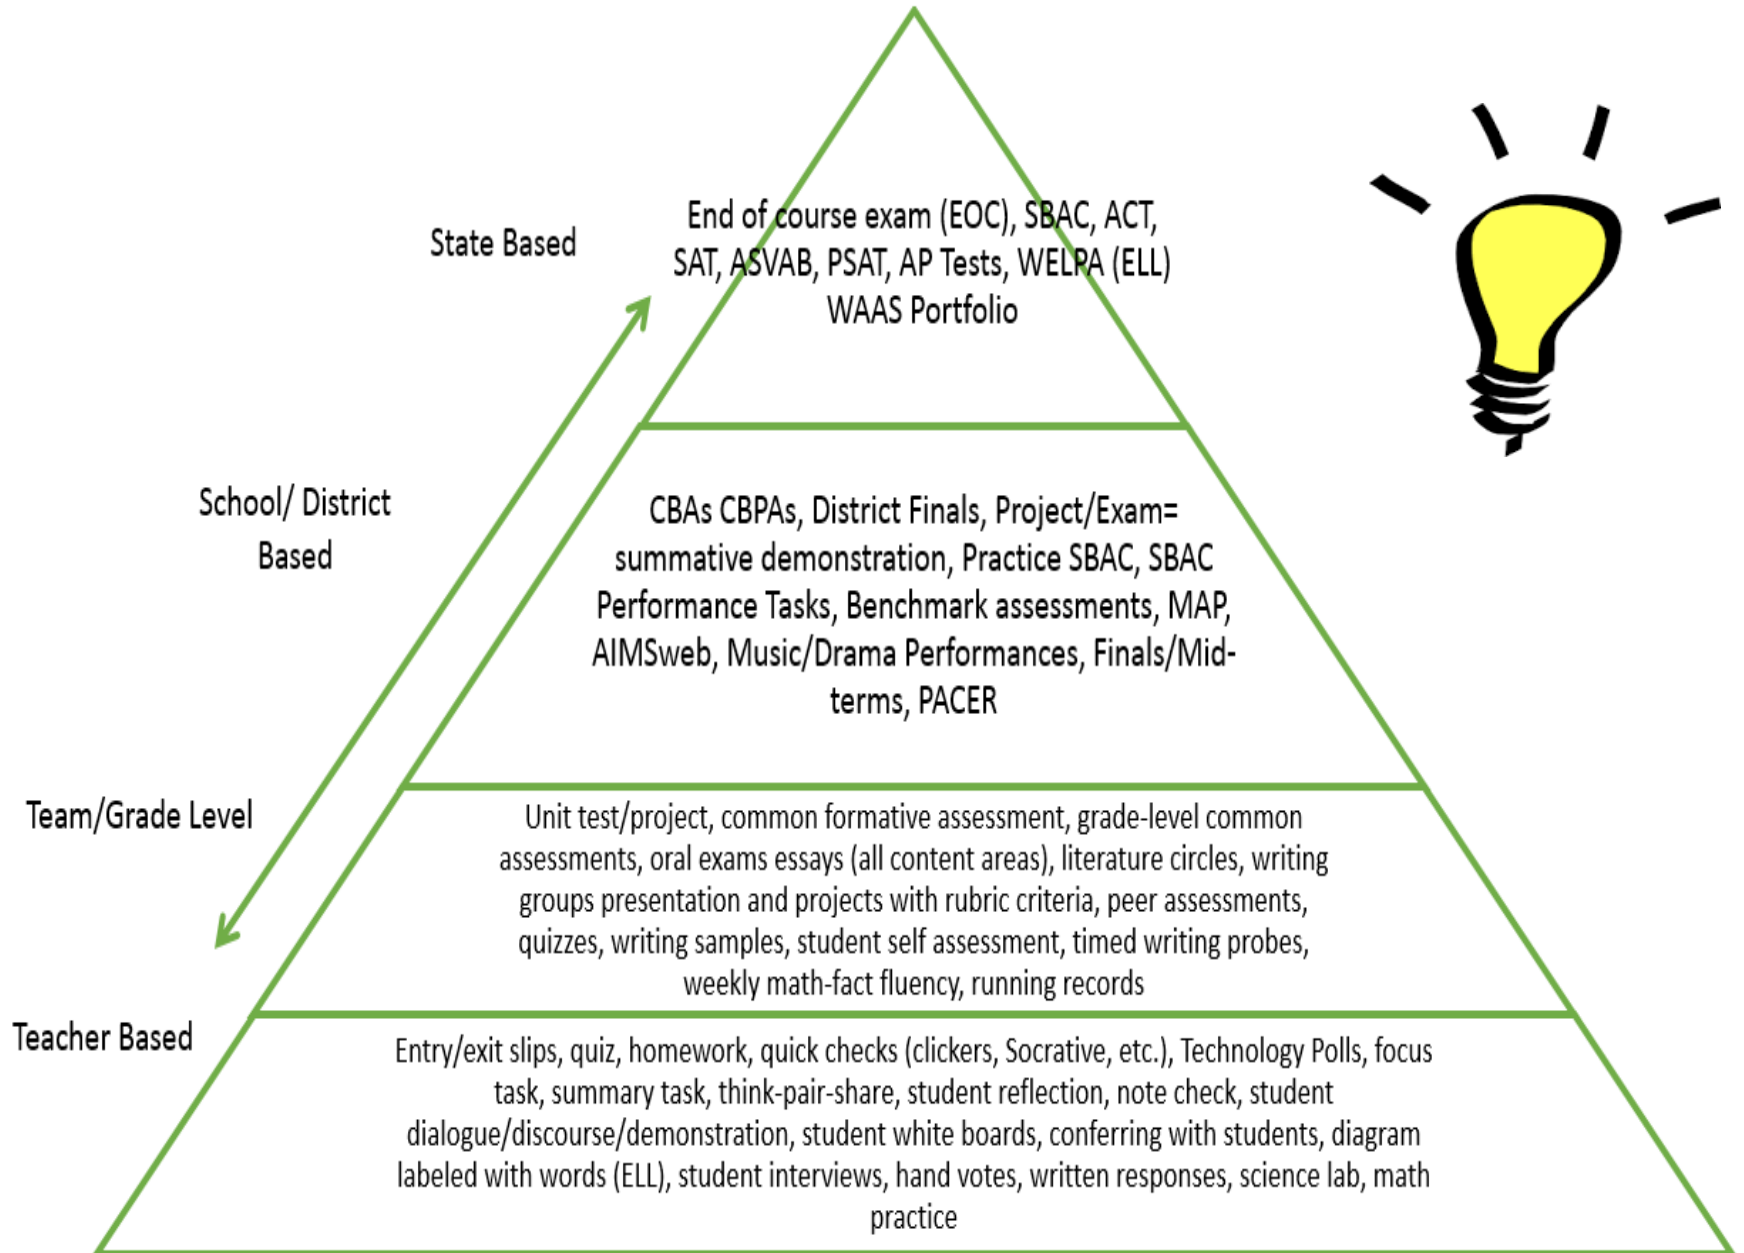 State Based
End of course exam (EOC), SBAC, ACT,
SAT, ASVAB, PSAT, AP Tests, WELPA (ELL)
WAAS Portfolio
School/ District
Based
CBAs CBPAs, District Finals, Project/Exam=
summative demonstration, Practice SBAC, SBAC
Performance Tasks, Benchmark assessments, MAP,
AIMSweb, Music/Drama Performances, Finals/Mid-
terms, PACER
Team/Grade Level
Unit test/project, common formative assessment, grade-level common
assessments, oral exams essays (all content areas), literature circles, writing
groups presentation and projects with rubric criteria, peer assessments,
quizzes, writing samples, student self assessment, timed writing probes,
weekly math-fact fluency, running records
Teacher Based
Entry/exit slips, quiz, homework, quick checks (clickers, Socrative, etc.), Technology Polls, focus
task, summary task, think-pair-share, student reflection, note check, student
dialogue/discourse/demonstration, student white boards, conferring with students, diagram
labeled with words (ELL), student interviews, hand votes, written responses, science lab, math
practice